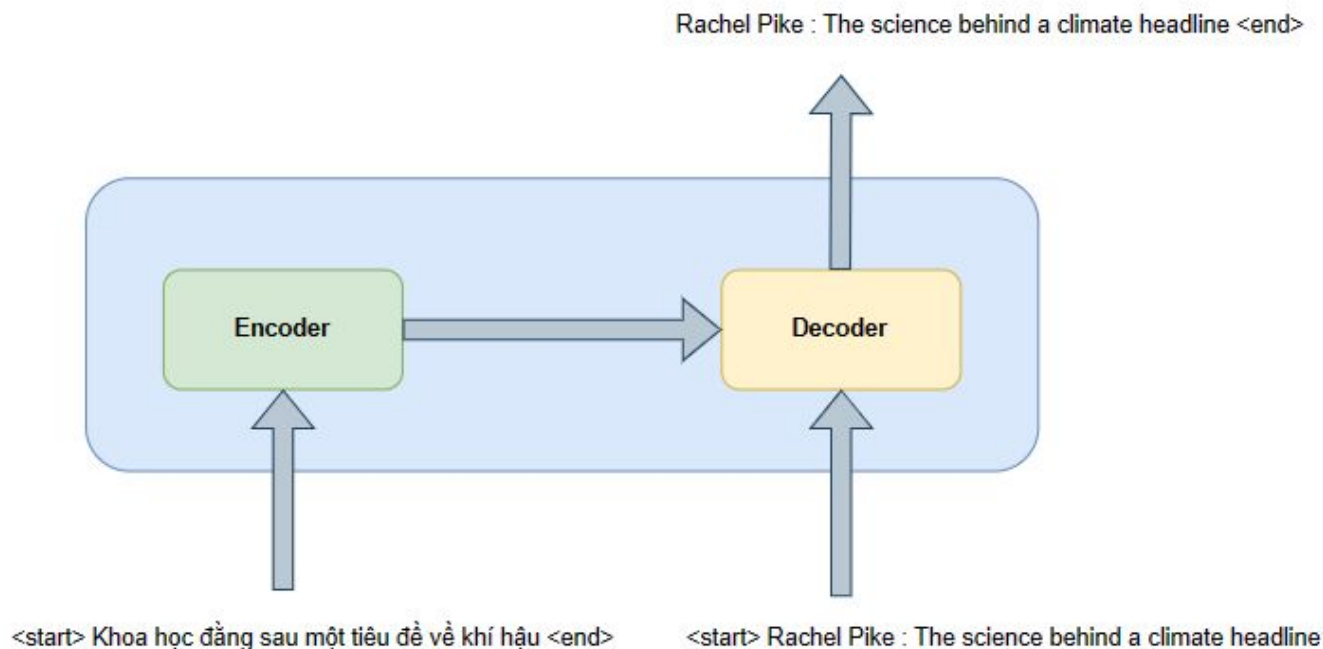 Rachel Pike : The science behind a climate headline <end>
Encoder
Decoder
<start> Khoa học đằng sau một tiêu đề về khí hậu <end>
<start> Rachel Pike : The science behind a climate headline